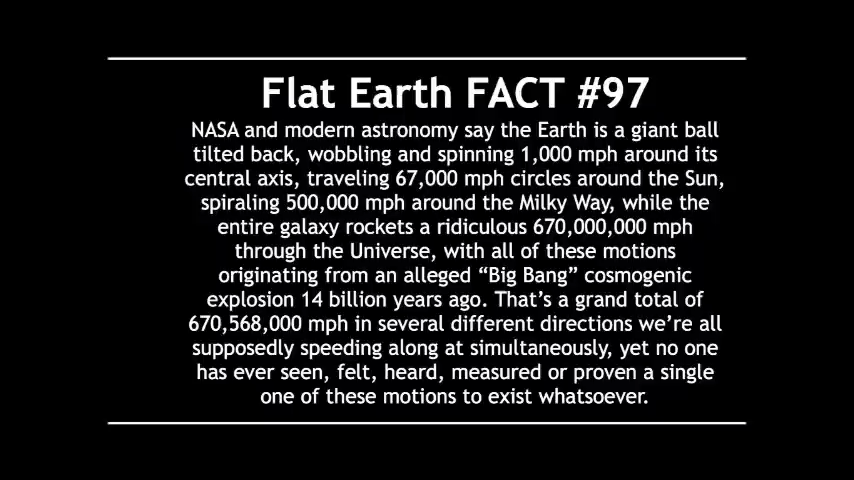 Flat Earth FACT #97
NASA and modern astronomy say the Earth is a giant ball
tilted back, wobbling and spinning 1,000 mph around its
central axis, traveling 67,000 mph circles around the Sun,
spiraling 500,000 mph around the Milky Way, while the
entire galaxy rockets a ridiculous 670,000,000 mph
through the Universe, with all of these motions
originating from an alleged “Big Bang” cosmogenic
explosion 14 billion years ago. That’s a grand total of
670,568,000 mph in several different directions we’re all
supposedly speeding along at simultaneously, yet no one
has ever seen, felt, heard, measured or proven a single
one of these motions to exist whatsoever.